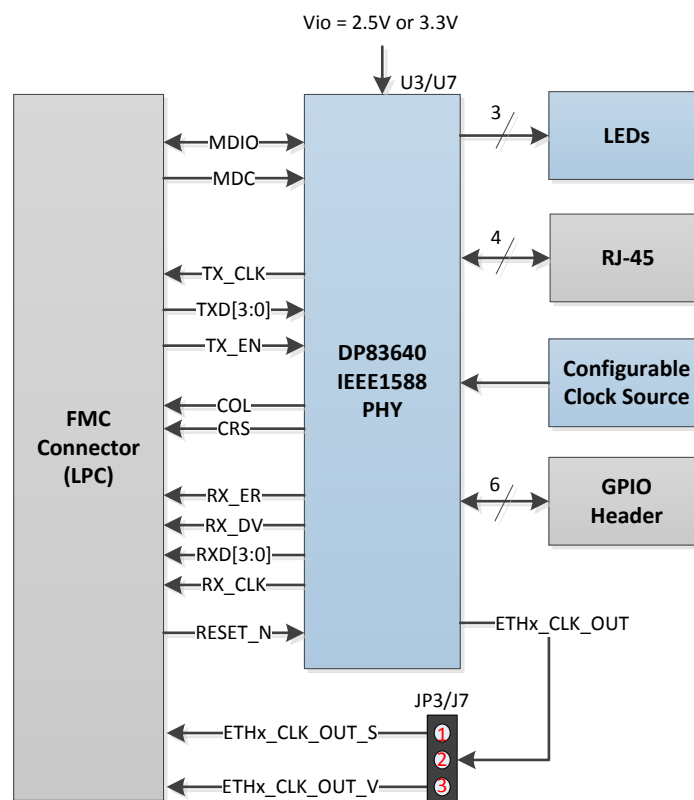 Vio = 2.5V or 3.3V
U3/U7
FMC
Connector
(LPC)
MDIO
MDC
TX_CLK
TXD[3:0]
TX_EN
COL
CRS
RX_ER
RX_DV
RXD[3:0]
RX_CLK
RESET_N
DP83640
IEEE1588
PHY
3
LEDs
4
RJ-45
Configurable
Clock Source
6
GPIO
Header
ETHx_CLK_OUT
JP3/J7
ETHx_CLK_OUT_S
1
2
ETHx_CLK_OUT_V
3